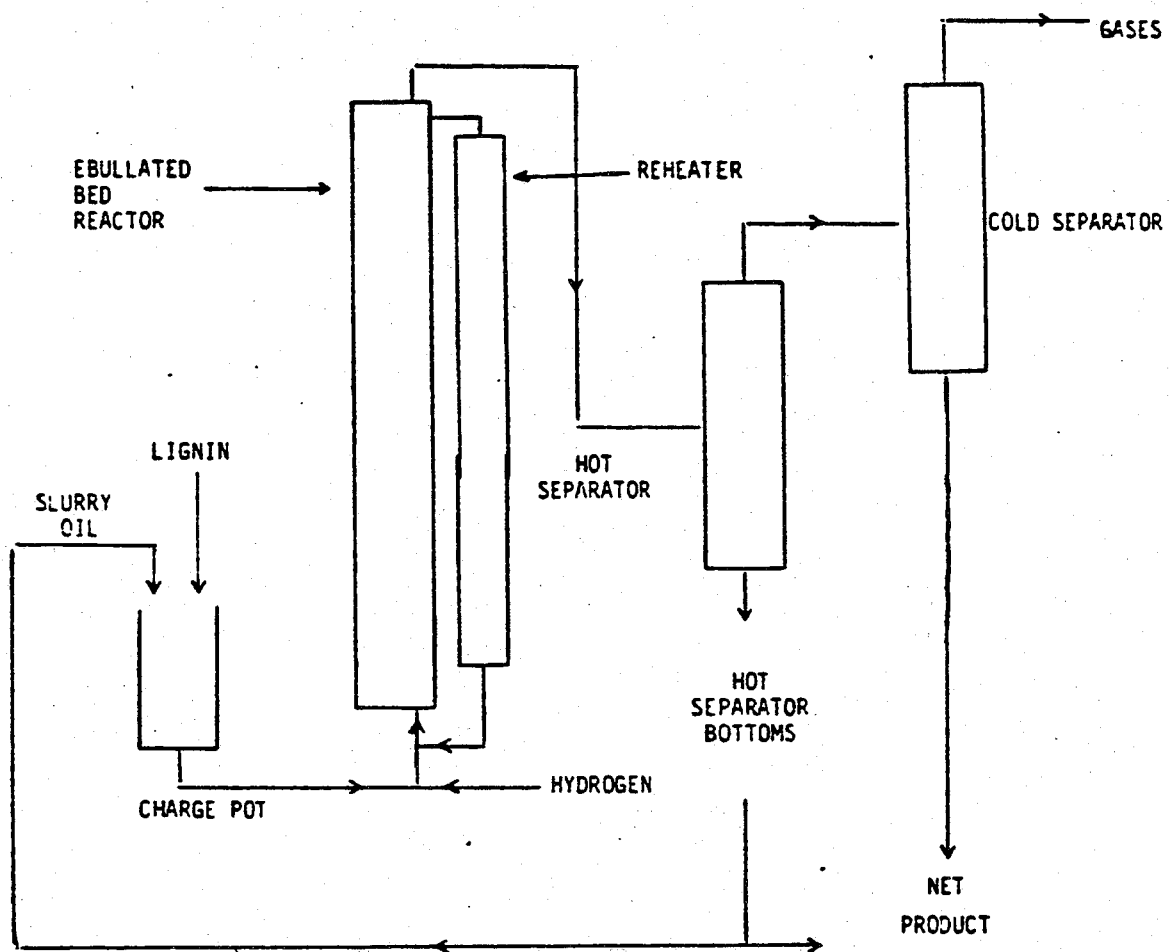 GASES
EBULLATED
BED
REACTOR
REHEATER
COLD SEPARATOR
LIGNIN
HOT
SEPARATOR
SLURRY
OIL
HOT
SEPARATOR
BOTTOMS
HYDROGEN
CHARGE POT
NET
PRODUCT